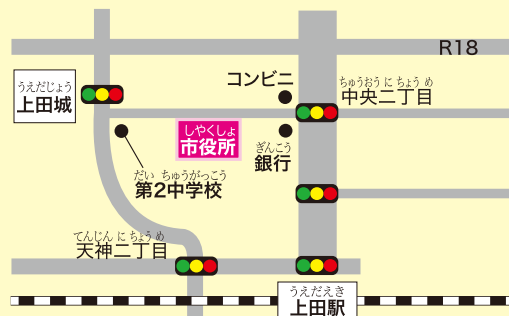 R18
うえだじょう
上田城
コンビニ
ちゅうおう に ちょう め
中央二丁目
しやくしょ
市役所
ぎんこう
銀行
だい ちゅうがっこう
第2中学校
てんじん に ちょう め
天神二丁目
うえだえき
上田駅